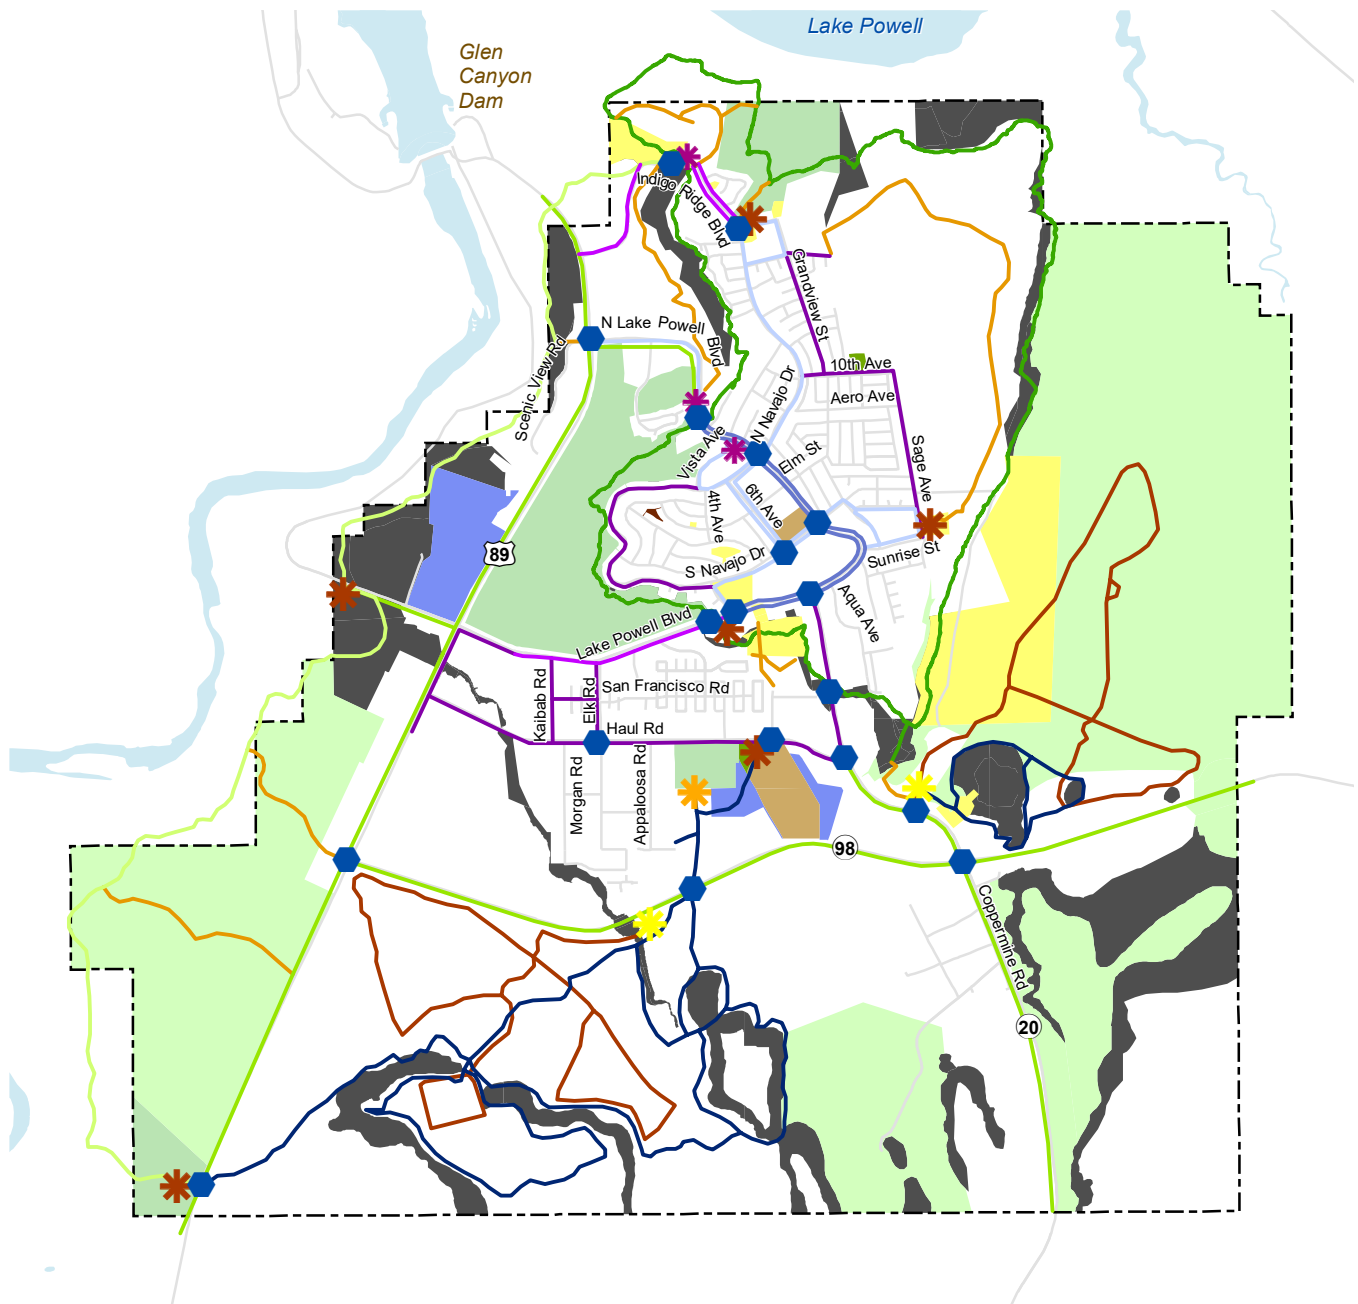 Lake Powell
Glen
Canyon
Dam
Indigo Ridge Blvd
Grandview St
N Lake Powell Blvd
Scenic View Rd
10th Ave
Aero Ave
N Navajo Dr
Vista Ave
Elm St
Sage Ave
4th Ave
6th Ave
89
S Navajo Dr
Sunrise St
Aqua Ave
Lake Powell Blvd
Kaibab Rd
Elk Rd
San Francisco Rd
Haul Rd
Morgan Rd
Appaloosa Rd
98
Coppermine Rd
20